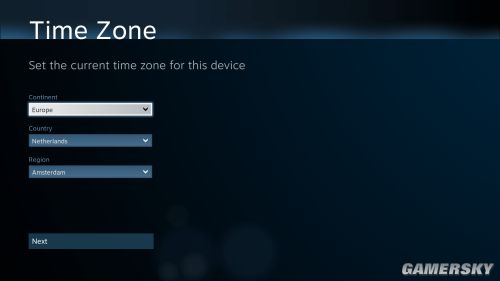 Time Zone
Set the current time zone for this device
Continent
Europe
Country
Netherlands
Region
Amsterdam
Next
GAMERSKY